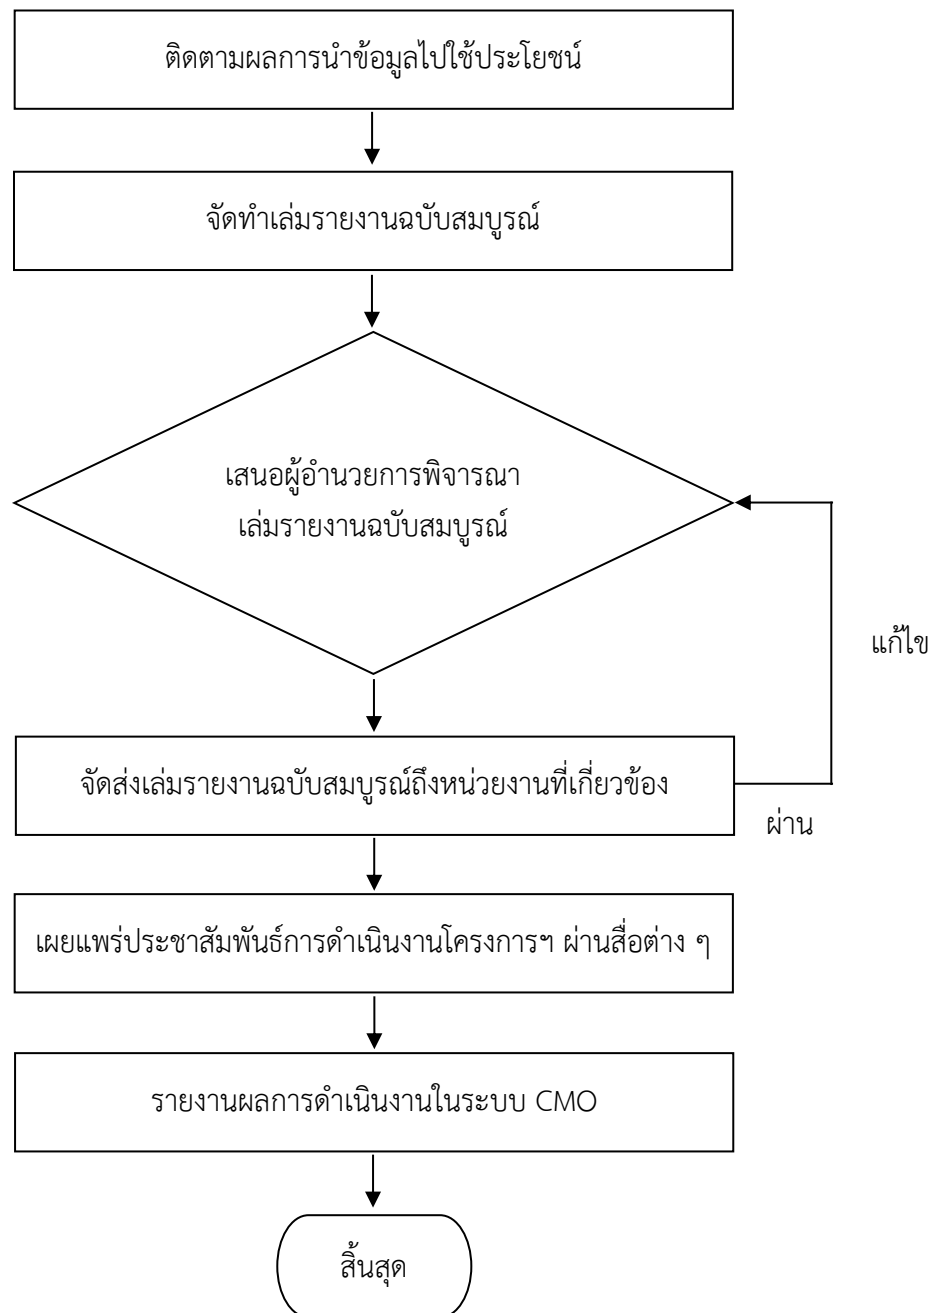 ติดตามผลการนำข้อมูลไปใช้ประโยชน์
จัดทำเล่มรายงานฉบับสมบูรณ์
เสนอผู้อำนวยการพิจารณา
เล่มรายงานฉบับสมบูรณ์
แก้ไข
จัดส่งเล่มรายงานฉบับสมบูรณ์ถึงหน่วยงานที่เกี่ยวข้อง
ผ่าน
เผยแพร่ประชาสัมพันธ์การดำเนินงานโครงการฯ ผ่านสื่อต่าง ๆ
รายงานผลการดำเนินงานในระบบ CMO
สิ้นสุด